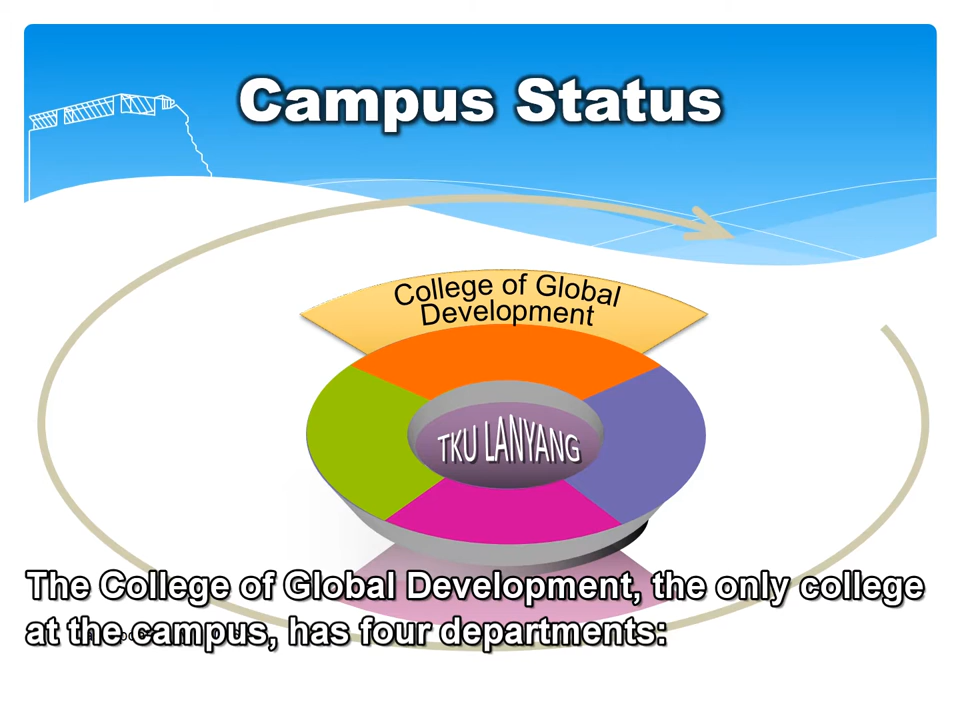 Campus Status
College of Global
Development
TKU LANYANG
The College of Global Development, the only college
at the campus, has four departments: